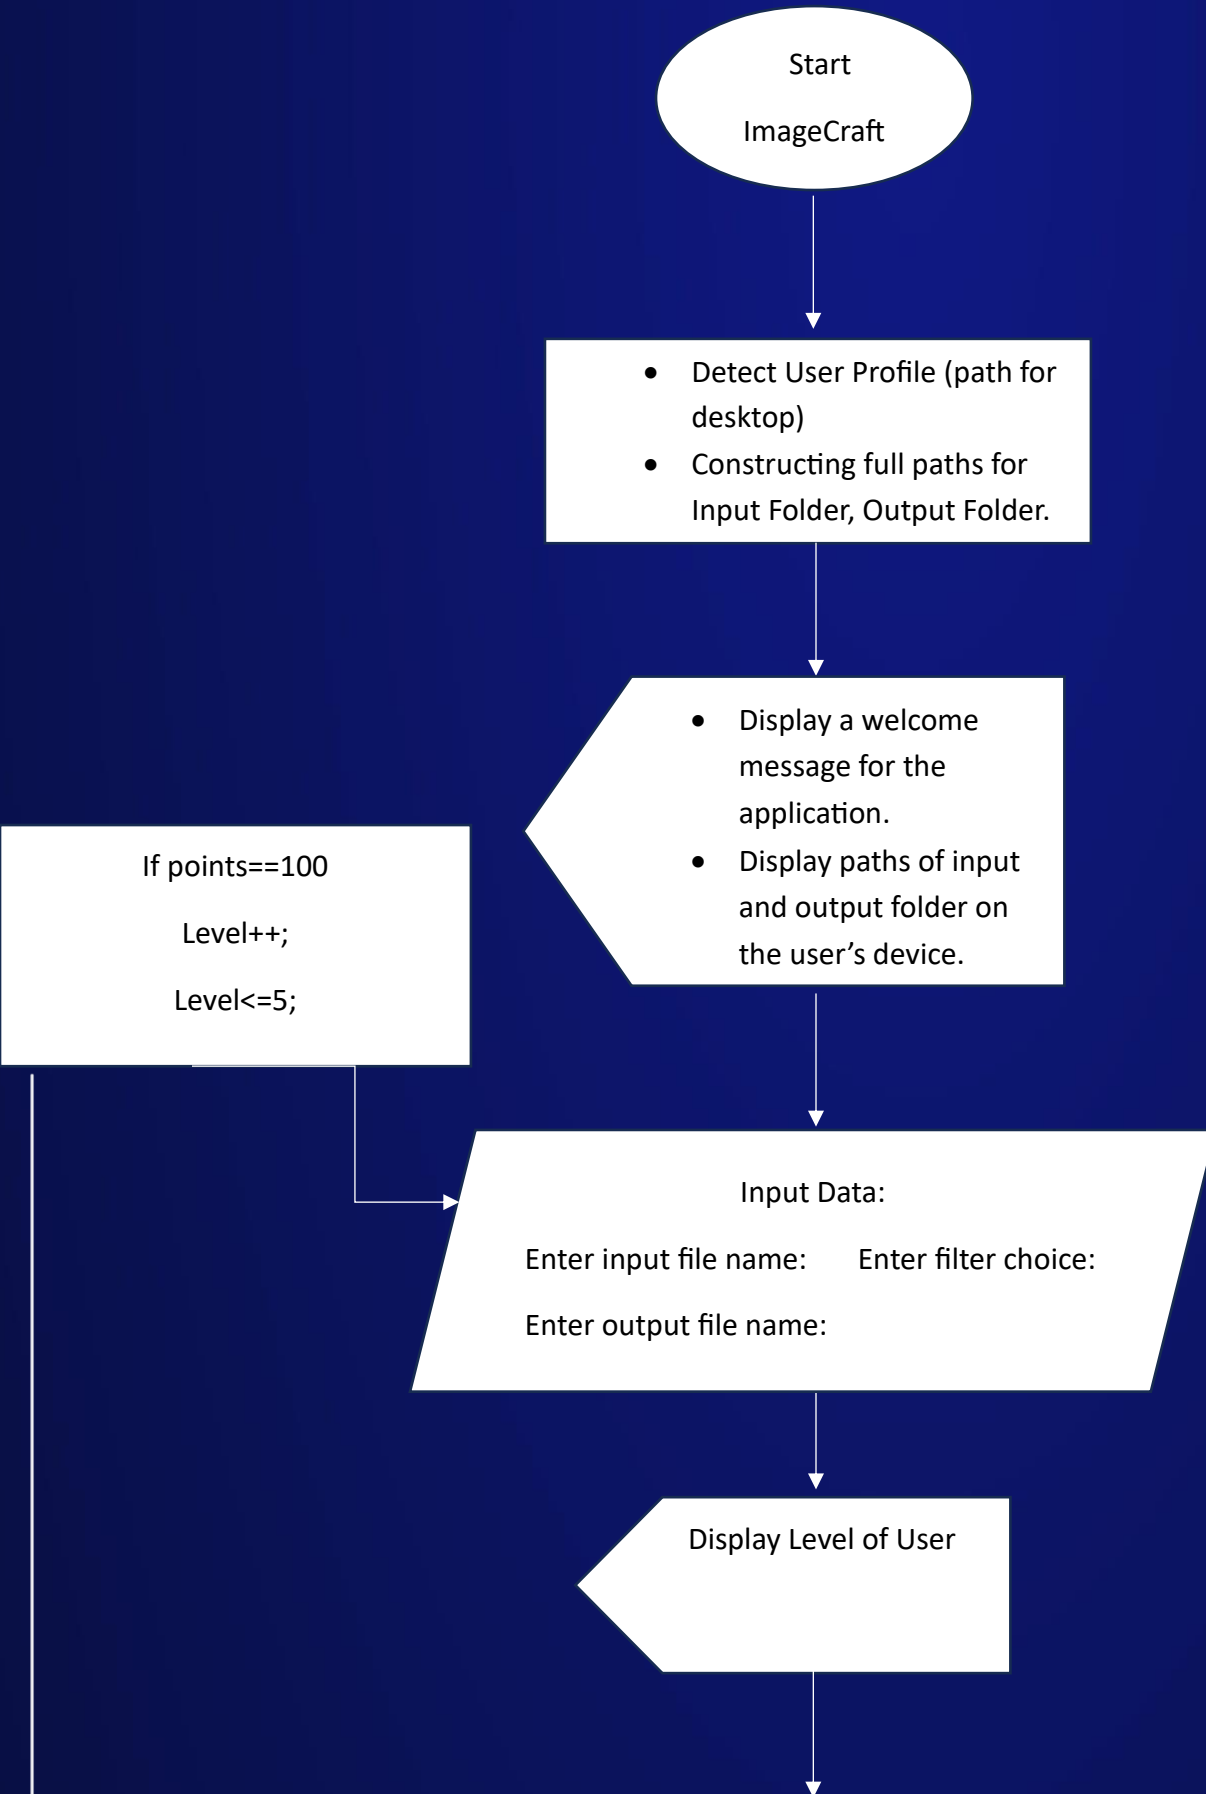 Start
ImageCraft
• Detect User Profile (path for
desktop)
• Constructing full paths for
Input Folder, Output Folder.
• Display a welcome
message for the
application.
• Display paths of input
and output folder on
the user’s device.
If points==100
Level++;
Level<=5;
Input Data:
Enter input file name: Enter filter choice:
Enter output file name:
Display Level of User